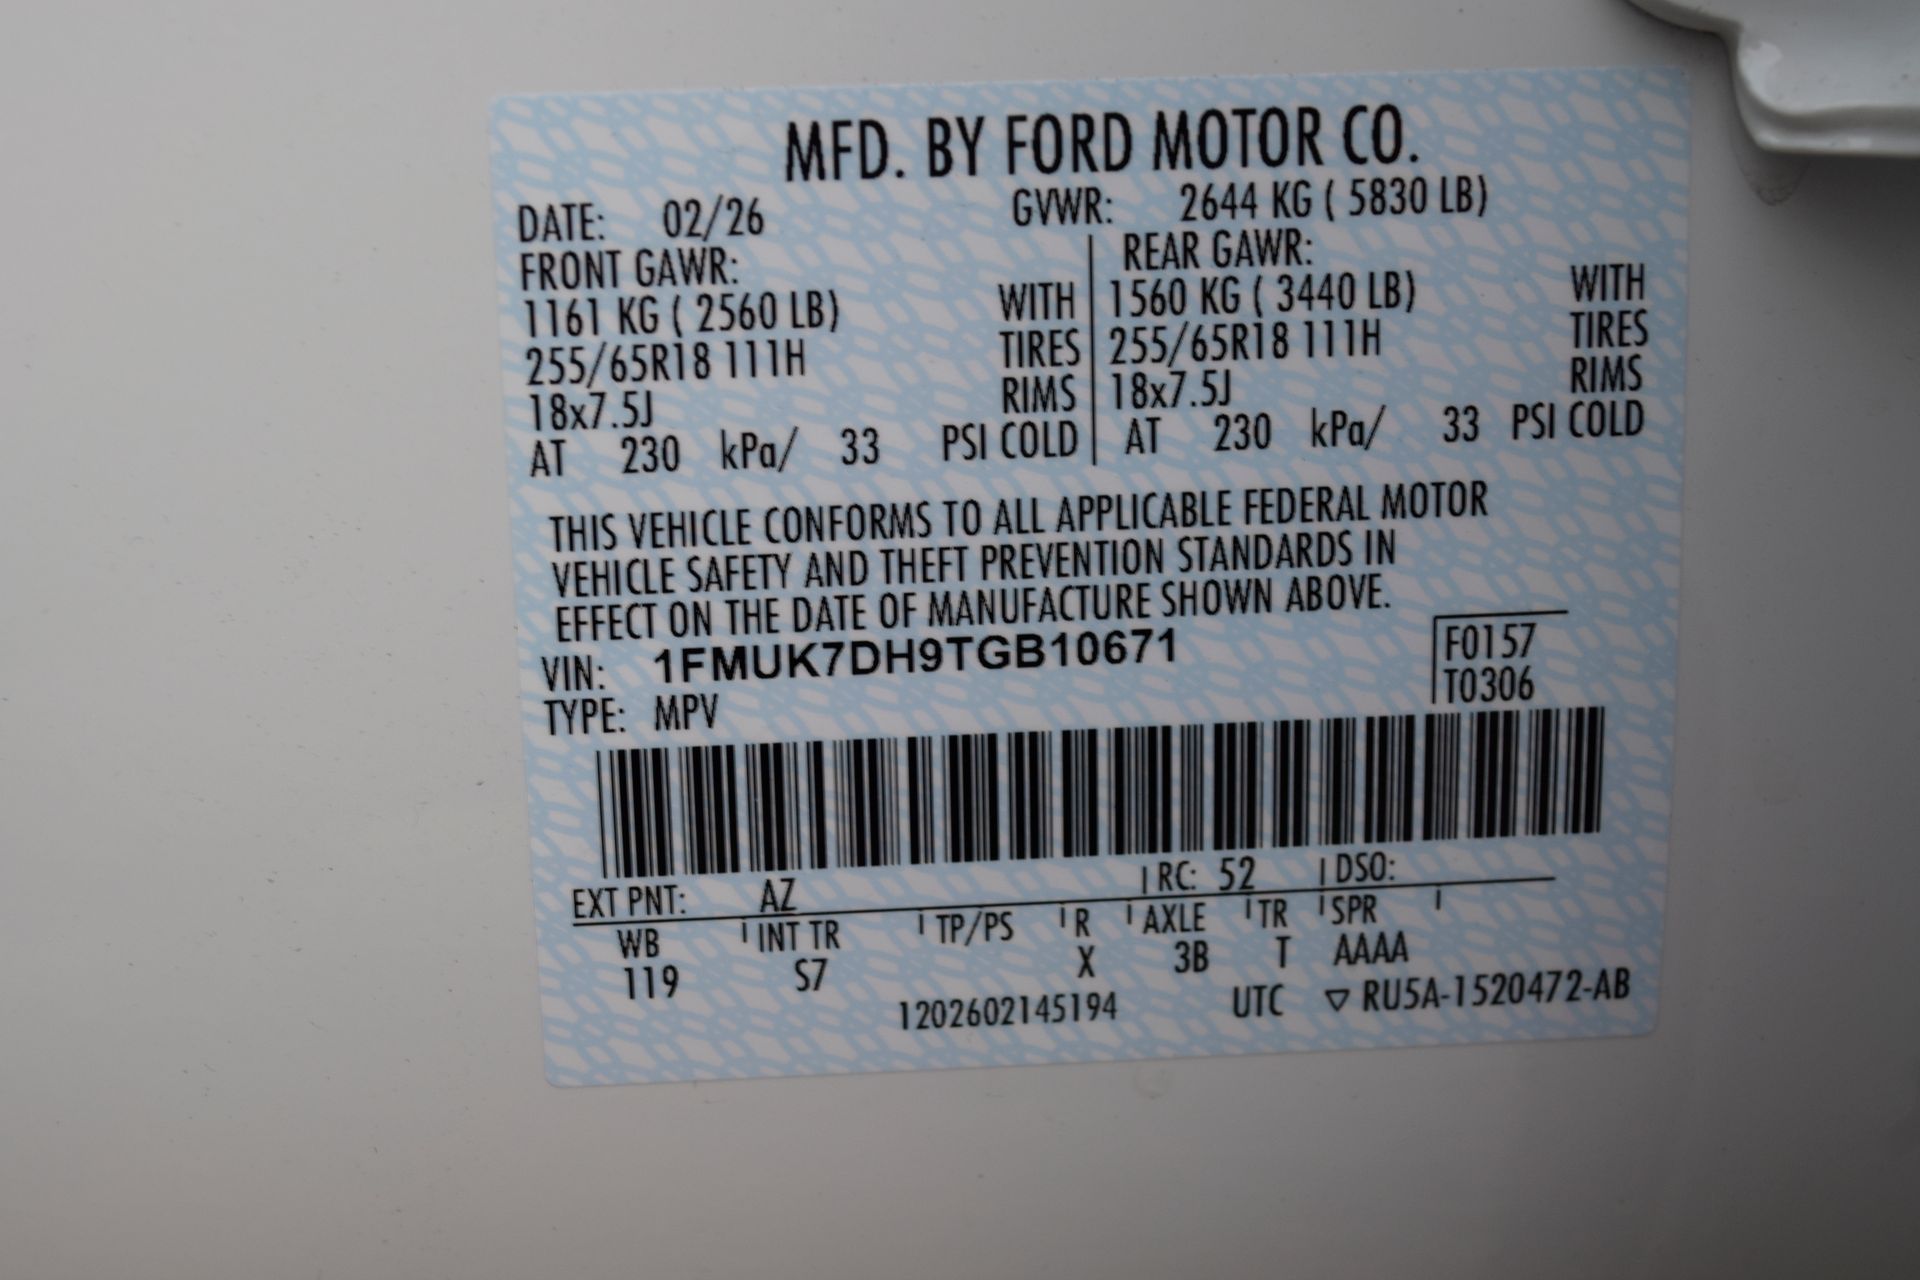 MFD. BY FORD MOTOR CO.
DATE: 02/26 GVWR: 2644 KG ( 5830 LB)
FRONT GAWR: REAR GAWR:
1161 KG ( 2560 LB) WITH 1560 KG ( 3440 LB) WITH
255/65R18 111H TIRES 255/65R18 111H TIRES
18x7.5J RIMS 18x7.5J RIMS
AT 230 kPa/ 33 PSI COLD AT 230 kPa/ 33 PSI COLD
THIS VEHICLE CONFORMS TO ALL APPLICABLE FEDERAL MOTOR
VEHICLE SAFETY AND THEFT PREVENTION STANDARDS IN
EFFECT ON THE DATE OF MANUFACTURE SHOWN ABOVE.
VIN: 1FMUK7DH9TGB10671 F0157
TYPE: MPV T0306
EXT PNT: AZ RC: 52 DSO:
WB INT TR TP/PS R AXLE TR SPR
119 S7 X 3B T AAAA
1202602145194 UTC ▽ RU5A-1520472-AB